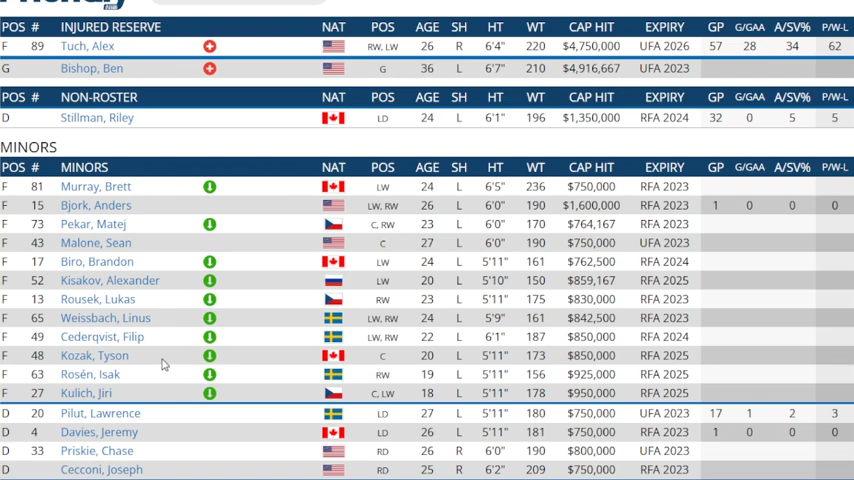 POS # INJURED RESERVE NAT POS AGE SH HT WT CAP HIT EXPIRY GP G/GAA A/SV% P/W-L
F 89 Tuch, Alex RW, LW 26 R 6'4" 220 $4,750,000 UFA 2026 57 28 34 62
G Bishop, Ben G 36 L 6'7" 210 $4,916,667 UFA 2023
POS # NON-ROSTER NAT POS AGE SH HT WT CAP HIT EXPIRY GP G/GAA A/SV% P/W-L
D Stillman, Riley LD 24 L 6'1" 196 $1,350,000 RFA 2024 32 0 5 5
MINORS
POS # MINORS NAT POS AGE SH HT WT CAP HIT EXPIRY GP G/GAA A/SV% P/W-L
F 81 Murray, Brett LW 24 L 6'5" 236 $750,000 RFA 2023
F 15 Bjork, Anders LW, RW 26 L 6'0" 190 $1,600,000 RFA 2023 1 0 0 0
F 73 Pekar, Matej C, RW 23 L 6'0" 170 $764,167 RFA 2023
F 43 Malone, Sean C 27 L 6'0" 190 $750,000 UFA 2023
F 17 Biro, Brandon LW 24 L 5'11" 161 $762,500 RFA 2024
F 52 Kisakov, Alexander LW 20 L 5'10" 150 $859,167 RFA 2025
F 13 Rousek, Lukas RW 23 L 5'11" 175 $830,000 RFA 2023
F 65 Weissbach, Linus LW, RW 24 L 5'9" 161 $842,500 RFA 2023
F 49 Cederqvist, Filip LW, RW 22 L 6'1" 187 $850,000 RFA 2024
F 48 Kozak, Tyson C 20 L 5'11" 173 $850,000 RFA 2025
F 63 Rosén, Isak RW 19 L 5'11" 156 $925,000 RFA 2025
F 27 Kulich, Jiri C, LW 18 L 5'11" 178 $950,000 RFA 2025
D 20 Pilut, Lawrence LD 27 L 5'11" 180 $750,000 UFA 2023 17 1 2 3
D 4 Davies, Jeremy LD 26 L 5'11" 181 $750,000 RFA 2023 1 0 0 0
D 33 Priskie, Chase RD 26 R 6'0" 190 $800,000 UFA 2023
D Cecconi, Joseph RD 25 R 6'2" 209 $750,000 RFA 2023